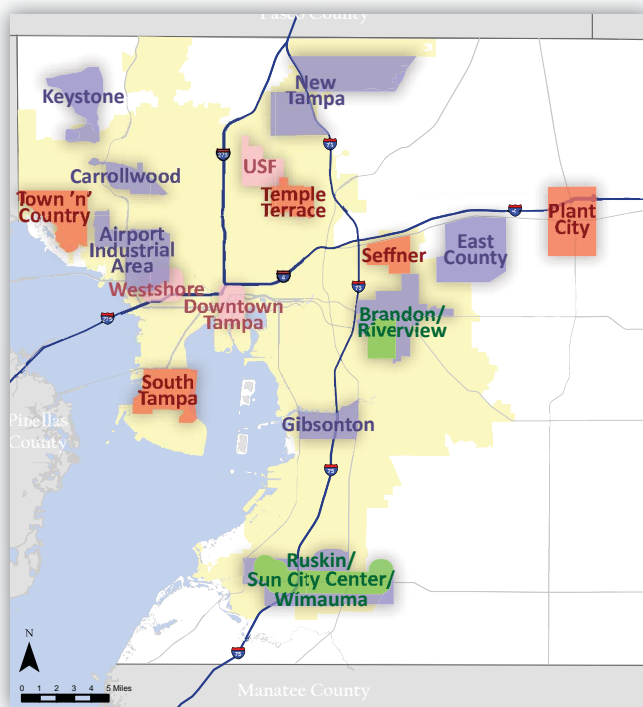 Pasco County
New
Tampa
Keystone
75
275
USF
Carrollwood
Temple
Terrace
Town 'n'
Country
Plant
City
4
Airport
Industrial
Area
East
County
Seffner
Westshore
4
75
Downtown
Tampa
275
Brandon/
Riverview
South
Tampa
Pinellas
County
Gibsonton
75
Ruskin/
Sun City Center/
Wimauma
N
75
0 1 2 3 4 5 Miles
Manatee County